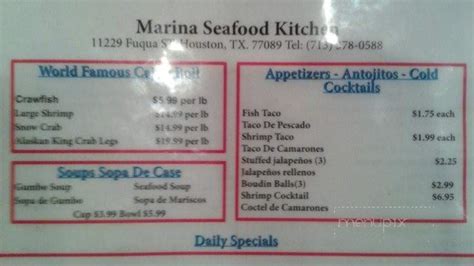 Marina Seafood Kitchen
11229 Fuqua Houston, TX. 77089 Tel: 78-0588
World Famous
Crawfish $5.99 per lb
Large Shrimp $14.99 per lb
Snow Crab $14.99 per lb
Alaskan King Crab Legs $19.99 per lb
Soups Sopa De Case
Gumbo Soup Seafood Soup
Sopa de Gumbo Sopa de Mariscos
Cup $3.99 Bowl $5.99
Appetizers - Antojitos - Cold
Cocktails
Fish Taco $1.75 each
Taco De Pescado
Shrimp Taco $1.99 each
Taco De Camarones
Stuffed jalapeños (3) $2.25
Jalapeños rellenos
Boudin Balls(3) $2.99
Shrimp Cocktail $6.95
Coctel de Camarones
menupix
Daily Specials